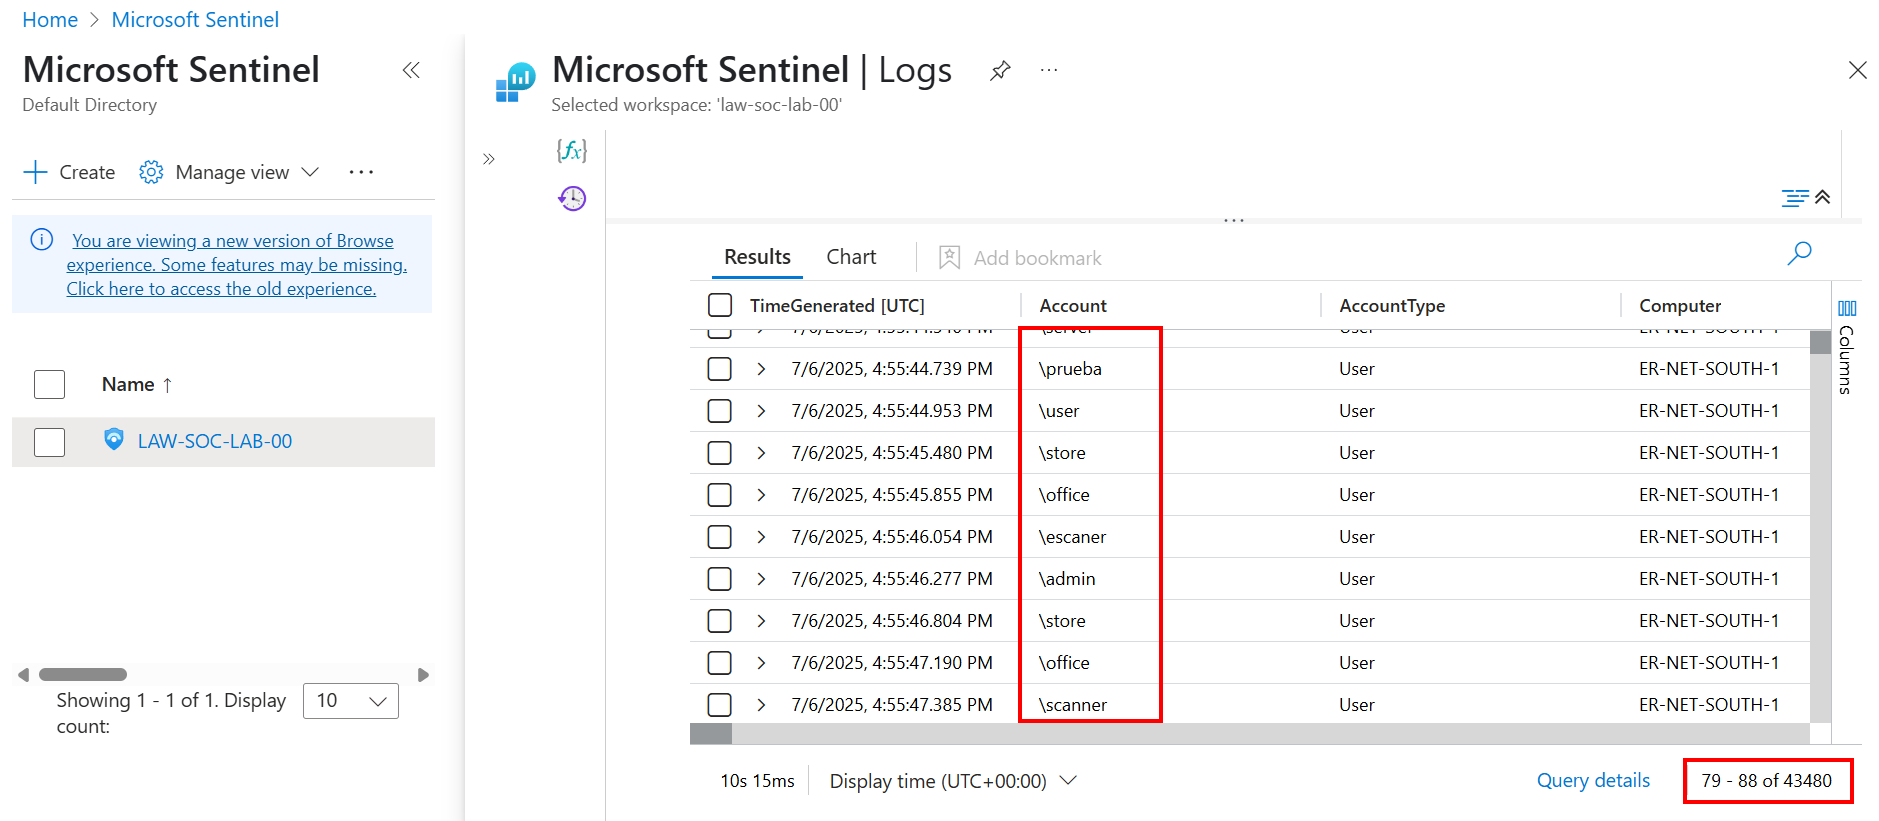 Home > Microsoft Sentinel
Microsoft Sentinel
Default Directory
Create Manage view
You are viewing a new version of Browse
experience. Some features may be missing.
Click here to access the old experience.
Name ↑
LAW-SOC-LAB-00
Showing 1 - 1 of 1. Display
count:
10
Microsoft Sentinel | Logs
Selected workspace: 'law-soc-lab-00'
{fx}
Results Chart Add bookmark
TimeGenerated [UTC] Account AccountType Computer
\server User ER-NET-SOUTH-1
7/6/2025, 4:55:44.739 PM \prueba User ER-NET-SOUTH-1
7/6/2025, 4:55:44.953 PM \user User ER-NET-SOUTH-1
7/6/2025, 4:55:45.480 PM \store User ER-NET-SOUTH-1
7/6/2025, 4:55:45.855 PM \office User ER-NET-SOUTH-1
7/6/2025, 4:55:46.054 PM \escaner User ER-NET-SOUTH-1
7/6/2025, 4:55:46.277 PM \admin User ER-NET-SOUTH-1
7/6/2025, 4:55:46.804 PM \store User ER-NET-SOUTH-1
7/6/2025, 4:55:47.190 PM \office User ER-NET-SOUTH-1
7/6/2025, 4:55:47.385 PM \scanner User ER-NET-SOUTH-1
Columns
10s 15ms Display time (UTC+00:00) Query details 79 - 88 of 43480